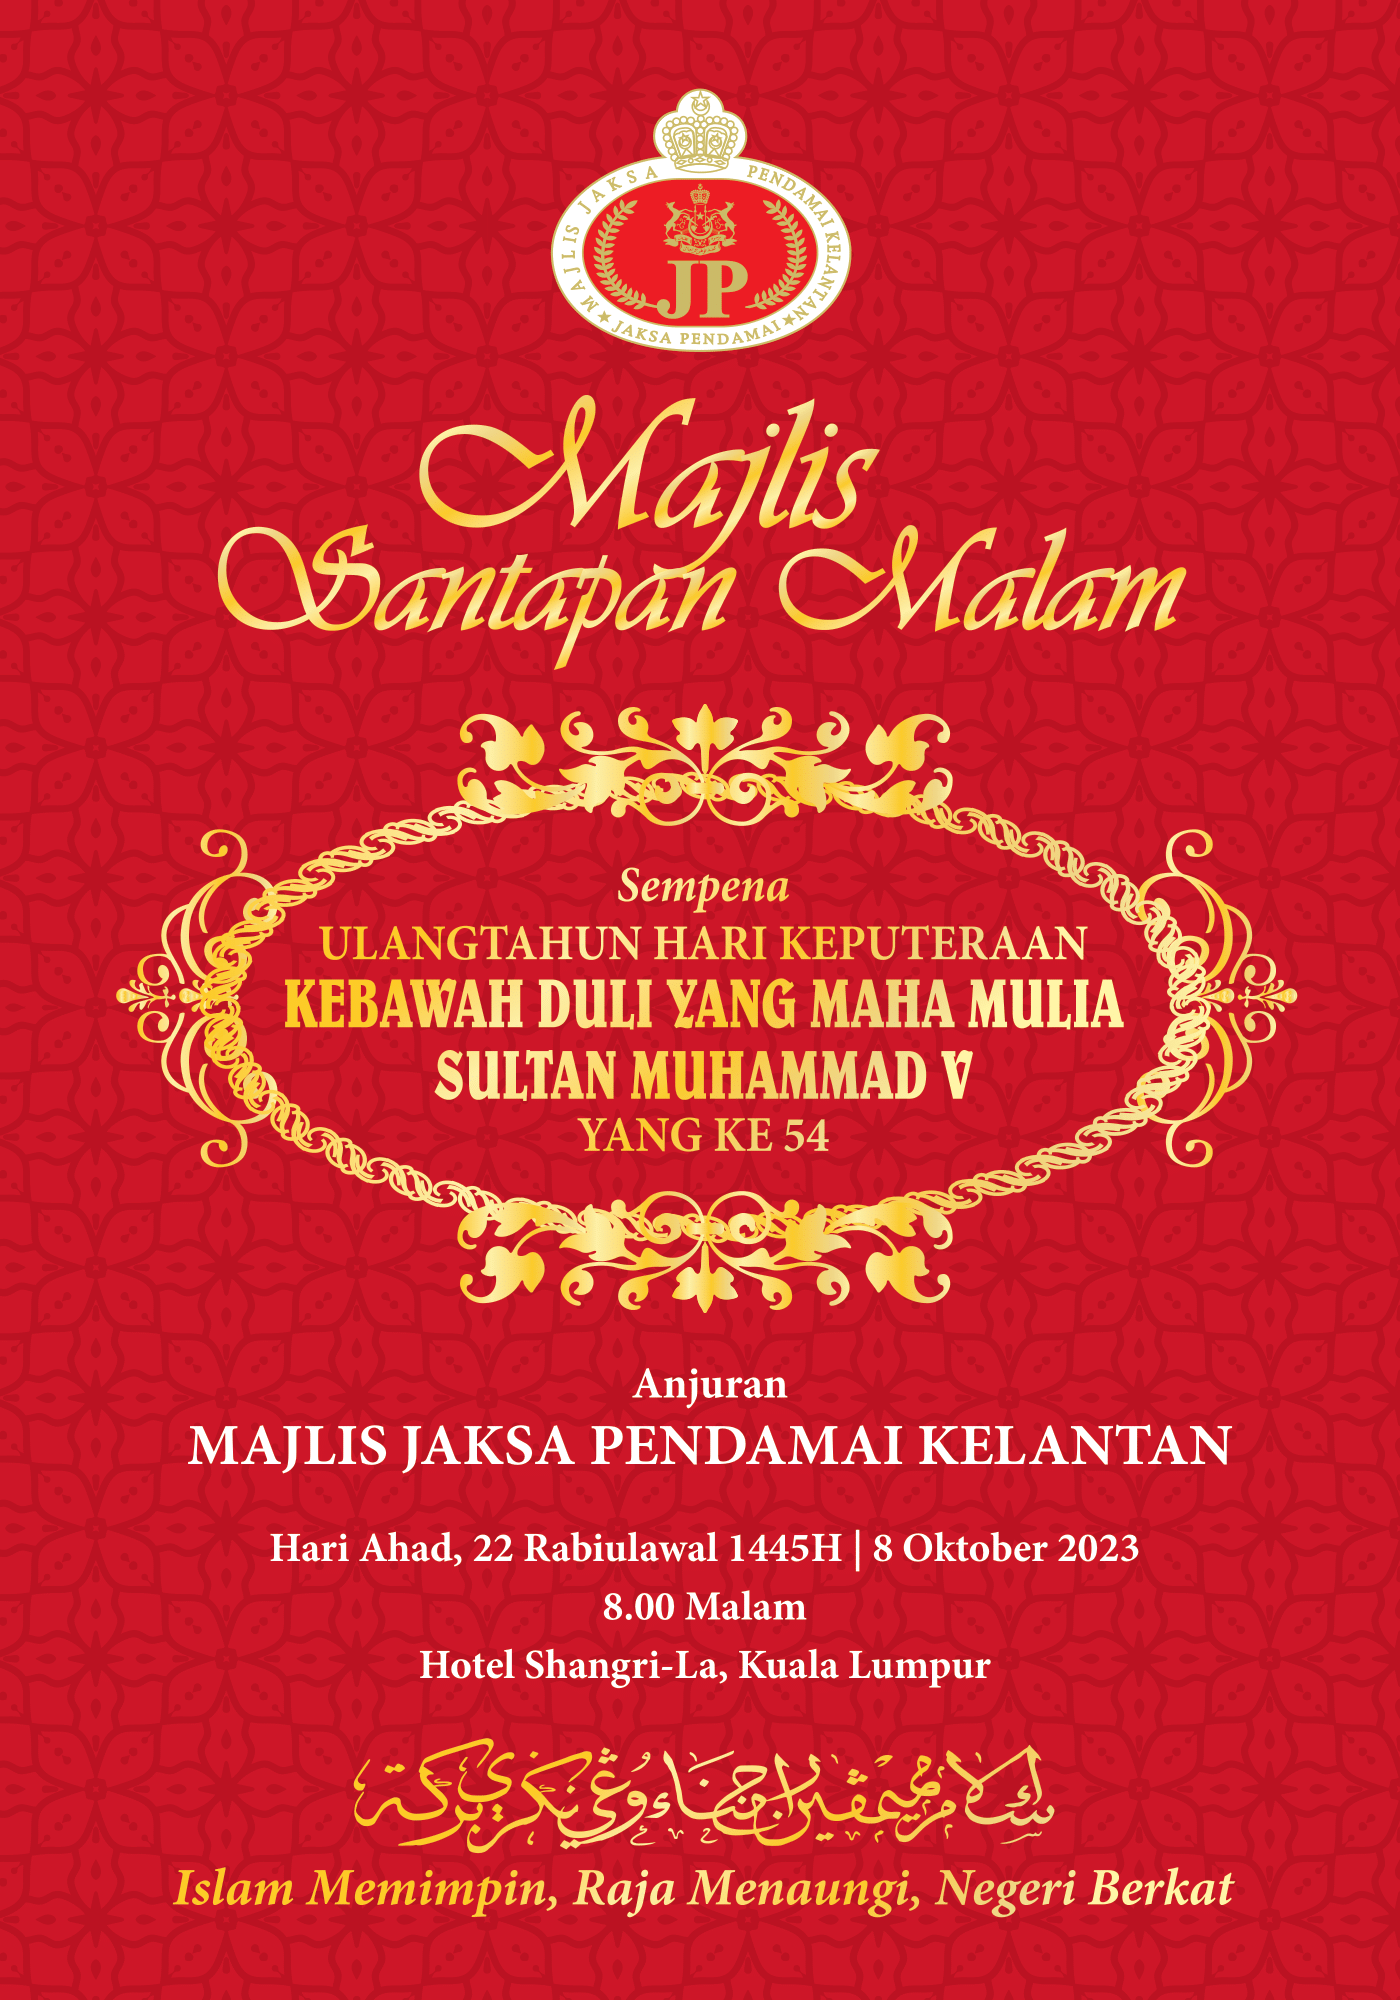 MAJLIS JAKSA PENDAMAI KELANTAN
JP
★ JAKSA PENDAMAI ★
Majlis
Santapan Malam
Sempena
ULANGTAHUN HARI KEPUTERAAN
KEBAWAH DULI YANG MAHA MULIA
SULTAN MUHAMMAD V
YANG KE 54
Anjuran
MAJLIS JAKSA PENDAMAI KELANTAN
Hari Ahad, 22 Rabiulawal 1445H | 8 Oktober 2023
8.00 Malam
Hotel Shangri-La, Kuala Lumpur
Islam Memimpin, Raja Menaungi, Negeri Berkat